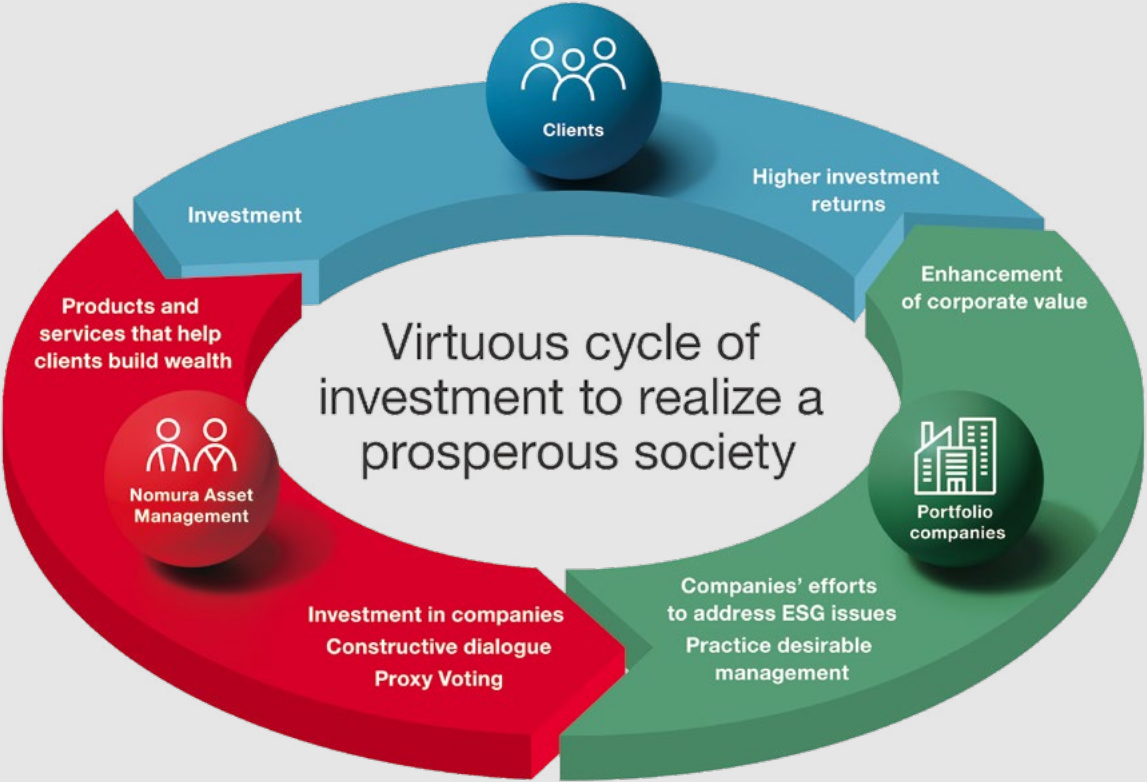 Clients
Higher investment
returns
Investment
Enhancement
of corporate value
Products and
services that help
clients build wealth
Virtuous cycle of
investment to realize a
prosperous society
Nomura Asset
Management
Portfolio
companies
Investment in companies
Constructive dialogue
Proxy Voting
Companies’ efforts
to address ESG issues
Practice desirable
management